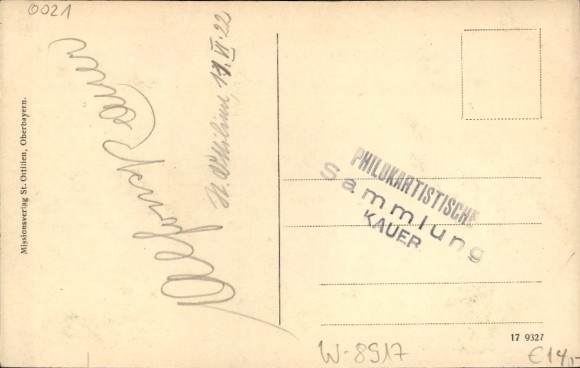 0021
Missionsverlag St. Ottilien, Oberbayern.
St. Ottilien, 17. VI. 22
PHILOKARTISTISCHE
Sammlung
KAUER
17 9327
W-8917
€14,-